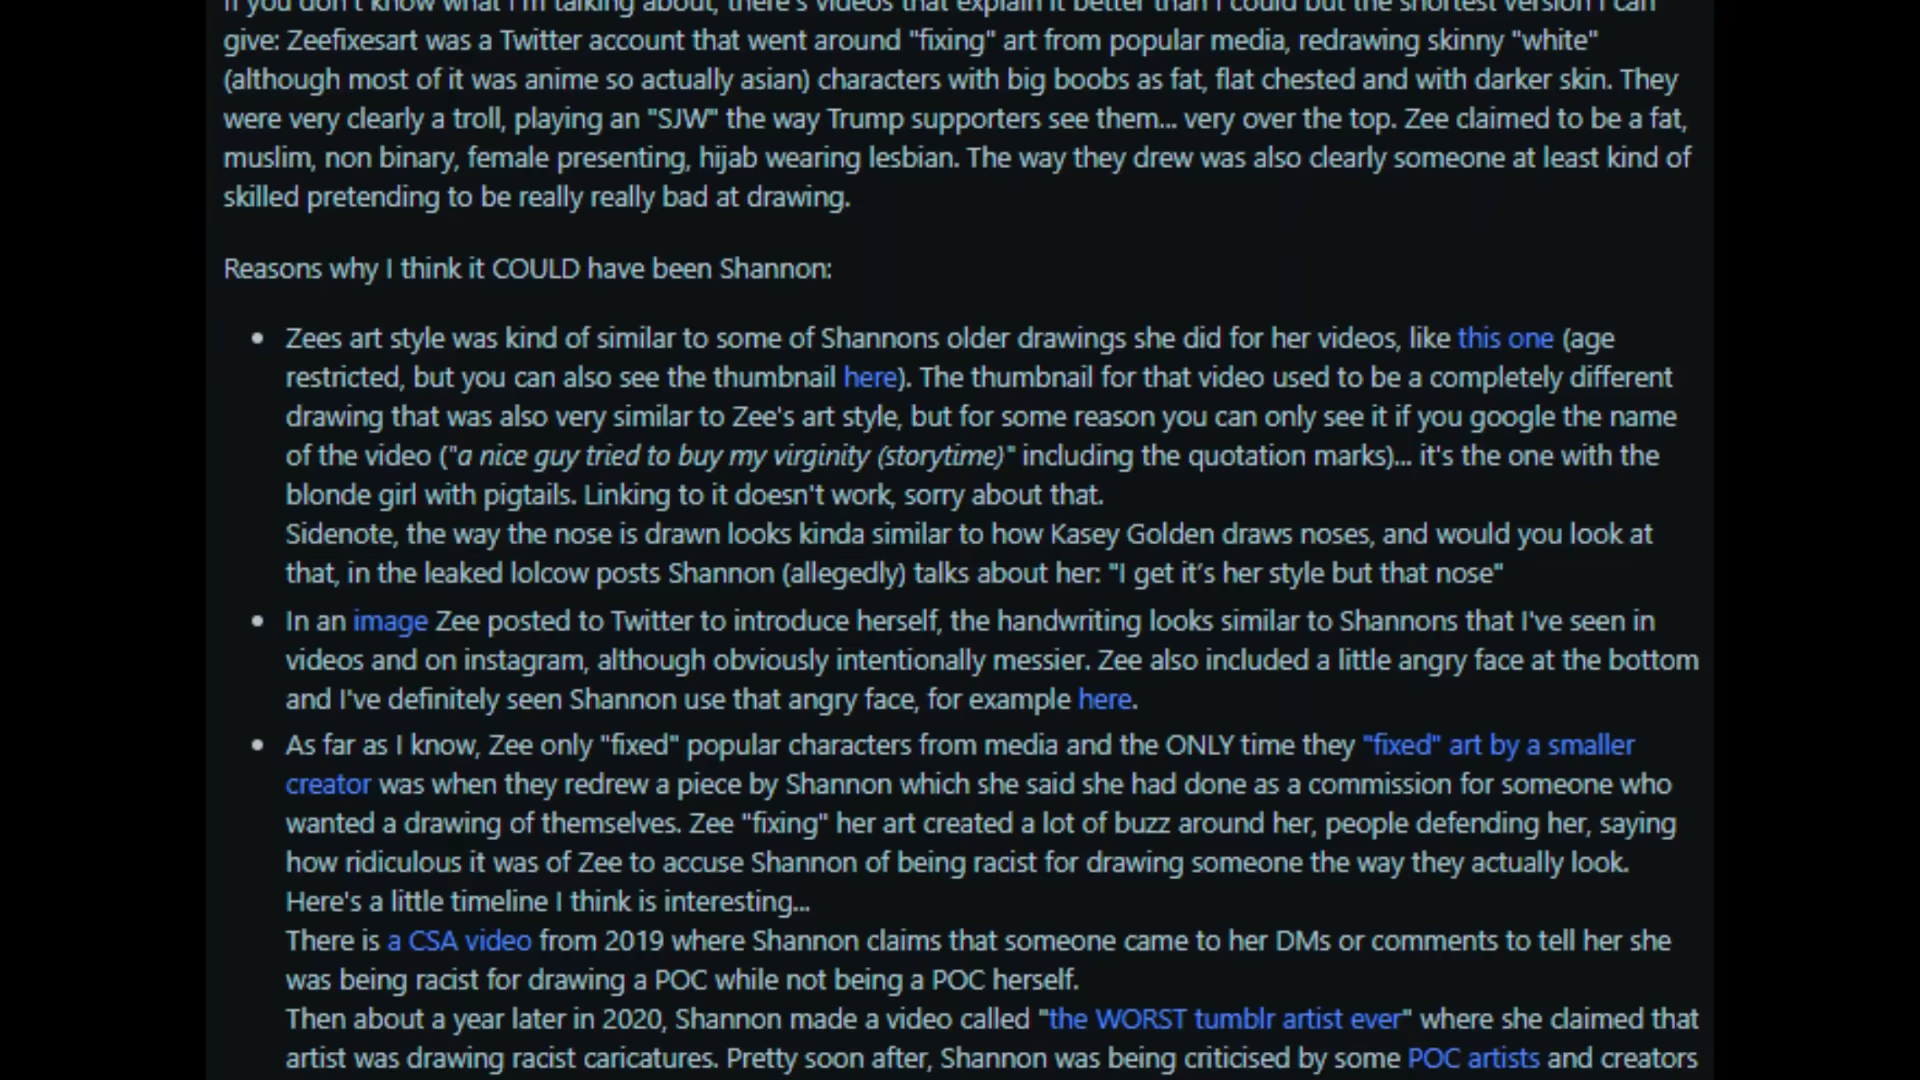 If you don't know what I'm talking about, there's videos that explain it better than I could but the shortest version I can
give: Zeefixesart was a Twitter account that went around "fixing" art from popular media, redrawing skinny "white"
(although most of it was anime so actually asian) characters with big boobs as fat, flat chested and with darker skin. They
were very clearly a troll, playing an "SJW" the way Trump supporters see them... very over the top. Zee claimed to be a fat,
muslim, non binary, female presenting, hijab wearing lesbian. The way they drew was also clearly someone at least kind of
skilled pretending to be really really bad at drawing.
Reasons why I think it COULD have been Shannon:
• Zees art style was kind of similar to some of Shannons older drawings she did for her videos, like this one (age
restricted, but you can also see the thumbnail here). The thumbnail for that video used to be a completely different
drawing that was also very similar to Zee's art style, but for some reason you can only see it if you google the name
of the video ("a nice guy tried to buy my virginity (storytime)" including the quotation marks)... it's the one with the
blonde girl with pigtails. Linking to it doesn't work, sorry about that.
Sidenote, the way the nose is drawn looks kinda similar to how Kasey Golden draws noses, and would you look at
that, in the leaked lolcow posts Shannon (allegedly) talks about her: "I get it’s her style but that nose"
• In an image Zee posted to Twitter to introduce herself, the handwriting looks similar to Shannons that I've seen in
videos and on instagram, although obviously intentionally messier. Zee also included a little angry face at the bottom
and I've definitely seen Shannon use that angry face, for example here.
• As far as I know, Zee only "fixed" popular characters from media and the ONLY time they "fixed" art by a smaller
creator was when they redrew a piece by Shannon which she said she had done as a commission for someone who
wanted a drawing of themselves. Zee "fixing" her art created a lot of buzz around her, people defending her, saying
how ridiculous it was of Zee to accuse Shannon of being racist for drawing someone the way they actually look.
Here's a little timeline I think is interesting...
There is a CSA video from 2019 where Shannon claims that someone came to her DMs or comments to tell her she
was being racist for drawing a POC while not being a POC herself.
Then about a year later in 2020, Shannon made a video called "the WORST tumblr artist ever" where she claimed that
artist was drawing racist caricatures. Pretty soon after, Shannon was being criticised by some POC artists and creators